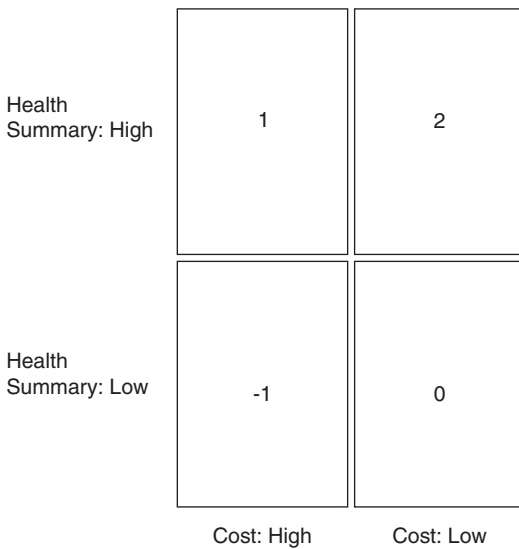 Health
Summary: High
1
2
Health
Summary: Low
-1
0
Cost: High
Cost: Low